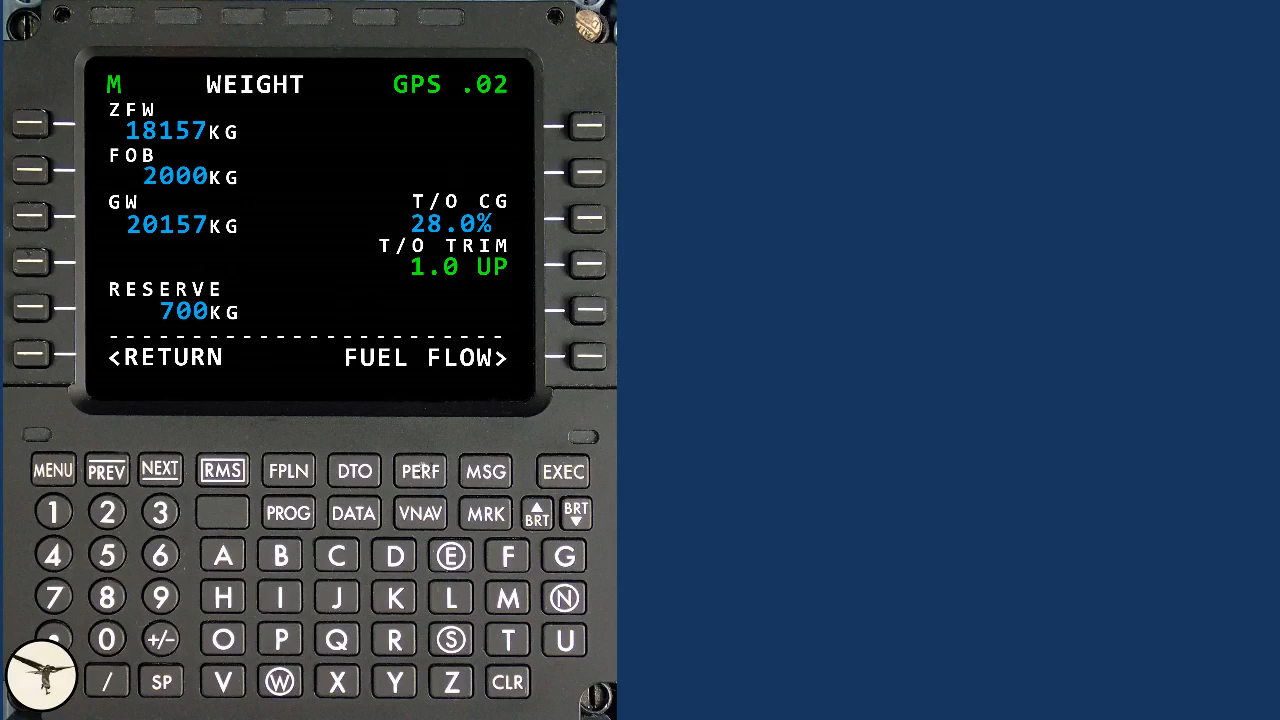 M WEIGHT GPS .02
ZFW
18157KG
FOB
2000KG
GW T/O CG
20157KG 28.0%
T/O TRIM
1.0 UP
RESERVE
700KG
----------------------
<RETURN FUEL FLOW>
MENU PREV NEXT RMS FPLN DTO PERF MSG EXEC
1 2 3 PROG DATA VNAV MRK ▲ BRT BRT ▼
4 5 6 A B C D E F G
7 8 9 H I J K L M N
• 0 +/- O P Q R S T U
/ SP V W X Y Z CLR